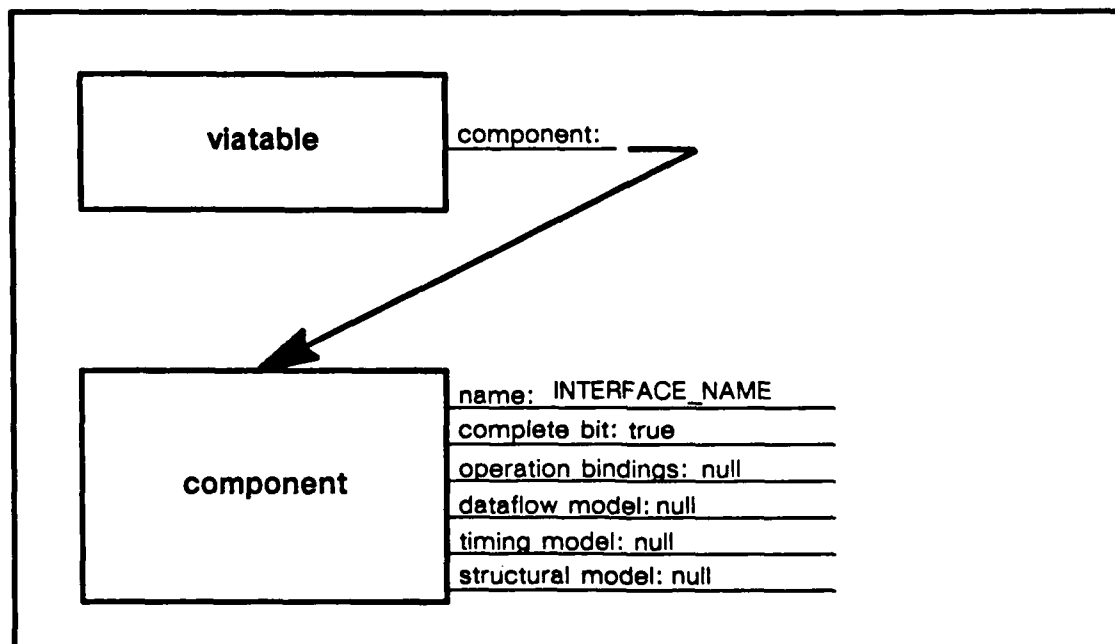 viatable
component:
name: INTERFACE_NAME
complete bit: true
operation bindings: null
component
dataflow model: null
timing model: null
structural model: null